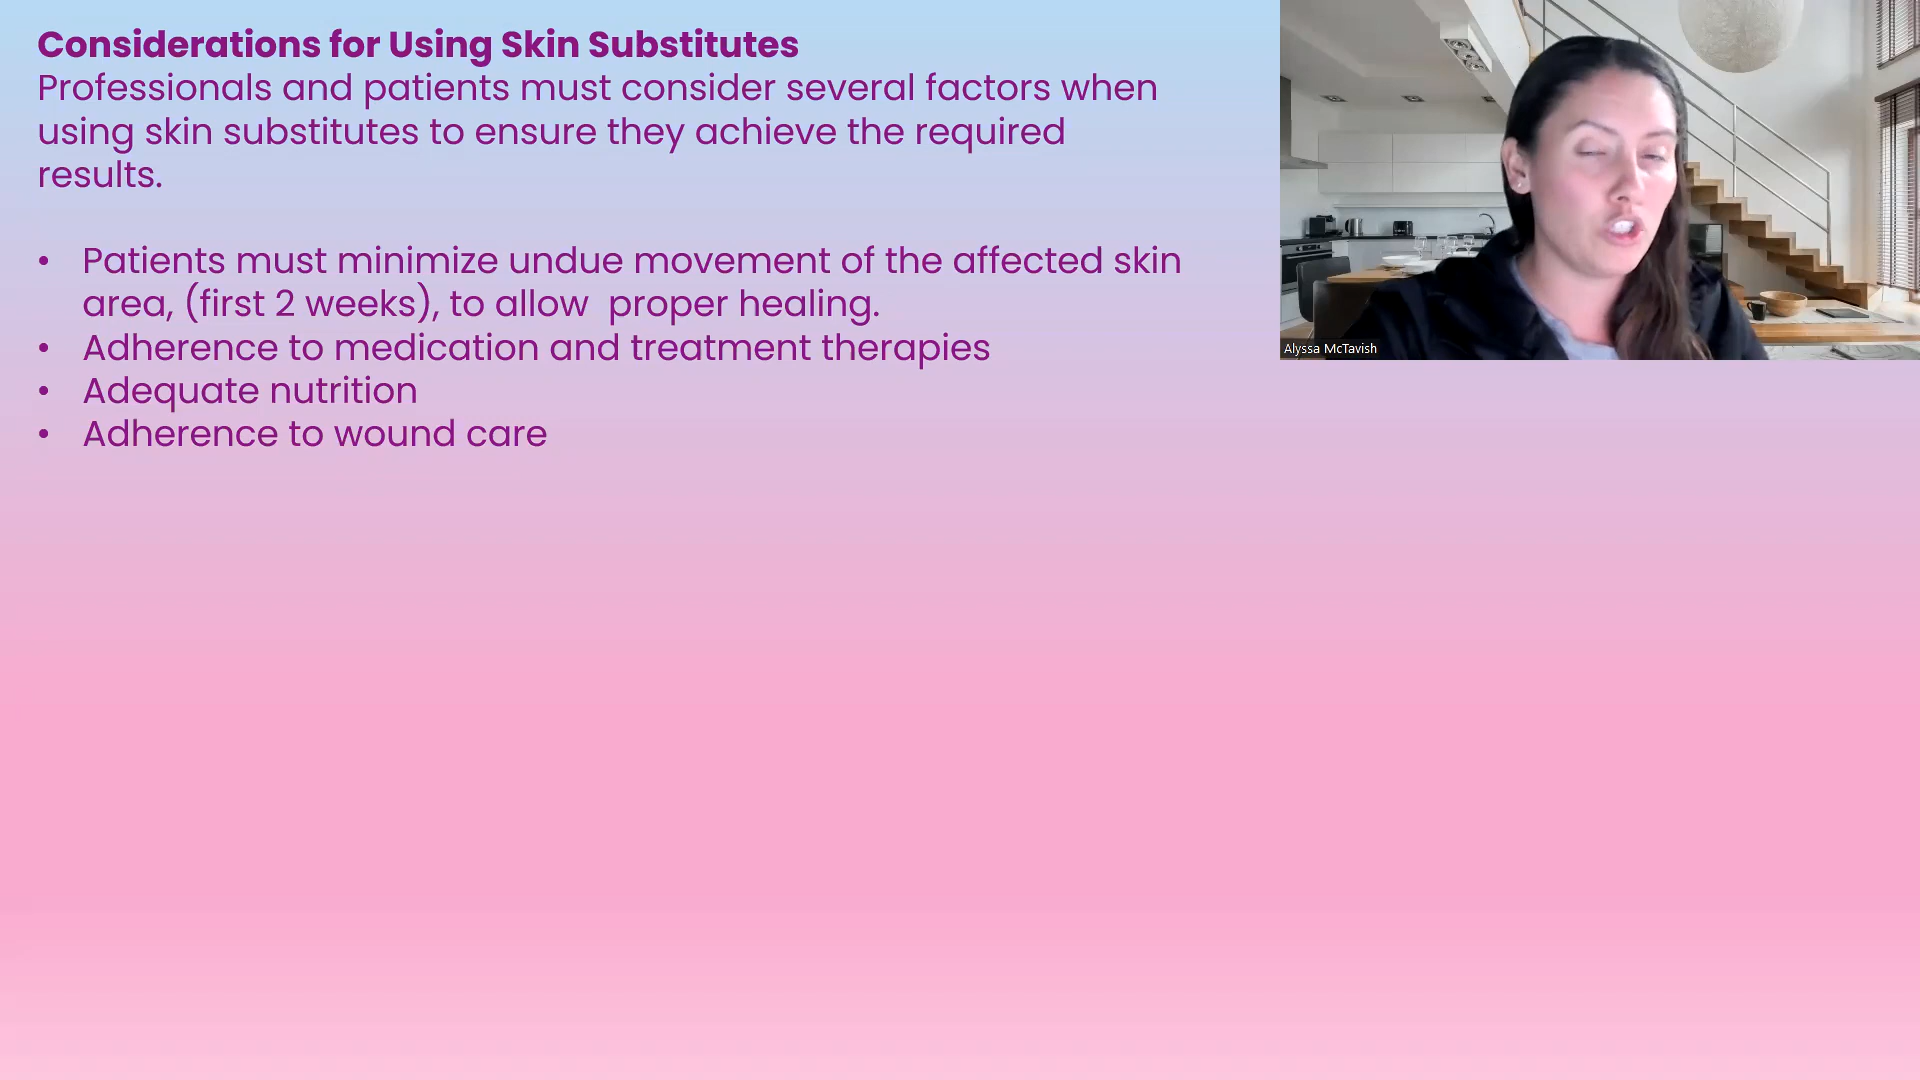 Considerations for Using Skin Substitutes
Professionals and patients must consider several factors when
using skin substitutes to ensure they achieve the required
results.
• Patients must minimize undue movement of the affected skin
area, (first 2 weeks), to allow  proper healing.
• Adherence to medication and treatment therapies
• Adequate nutrition
• Adherence to wound care
Alyssa McTavish